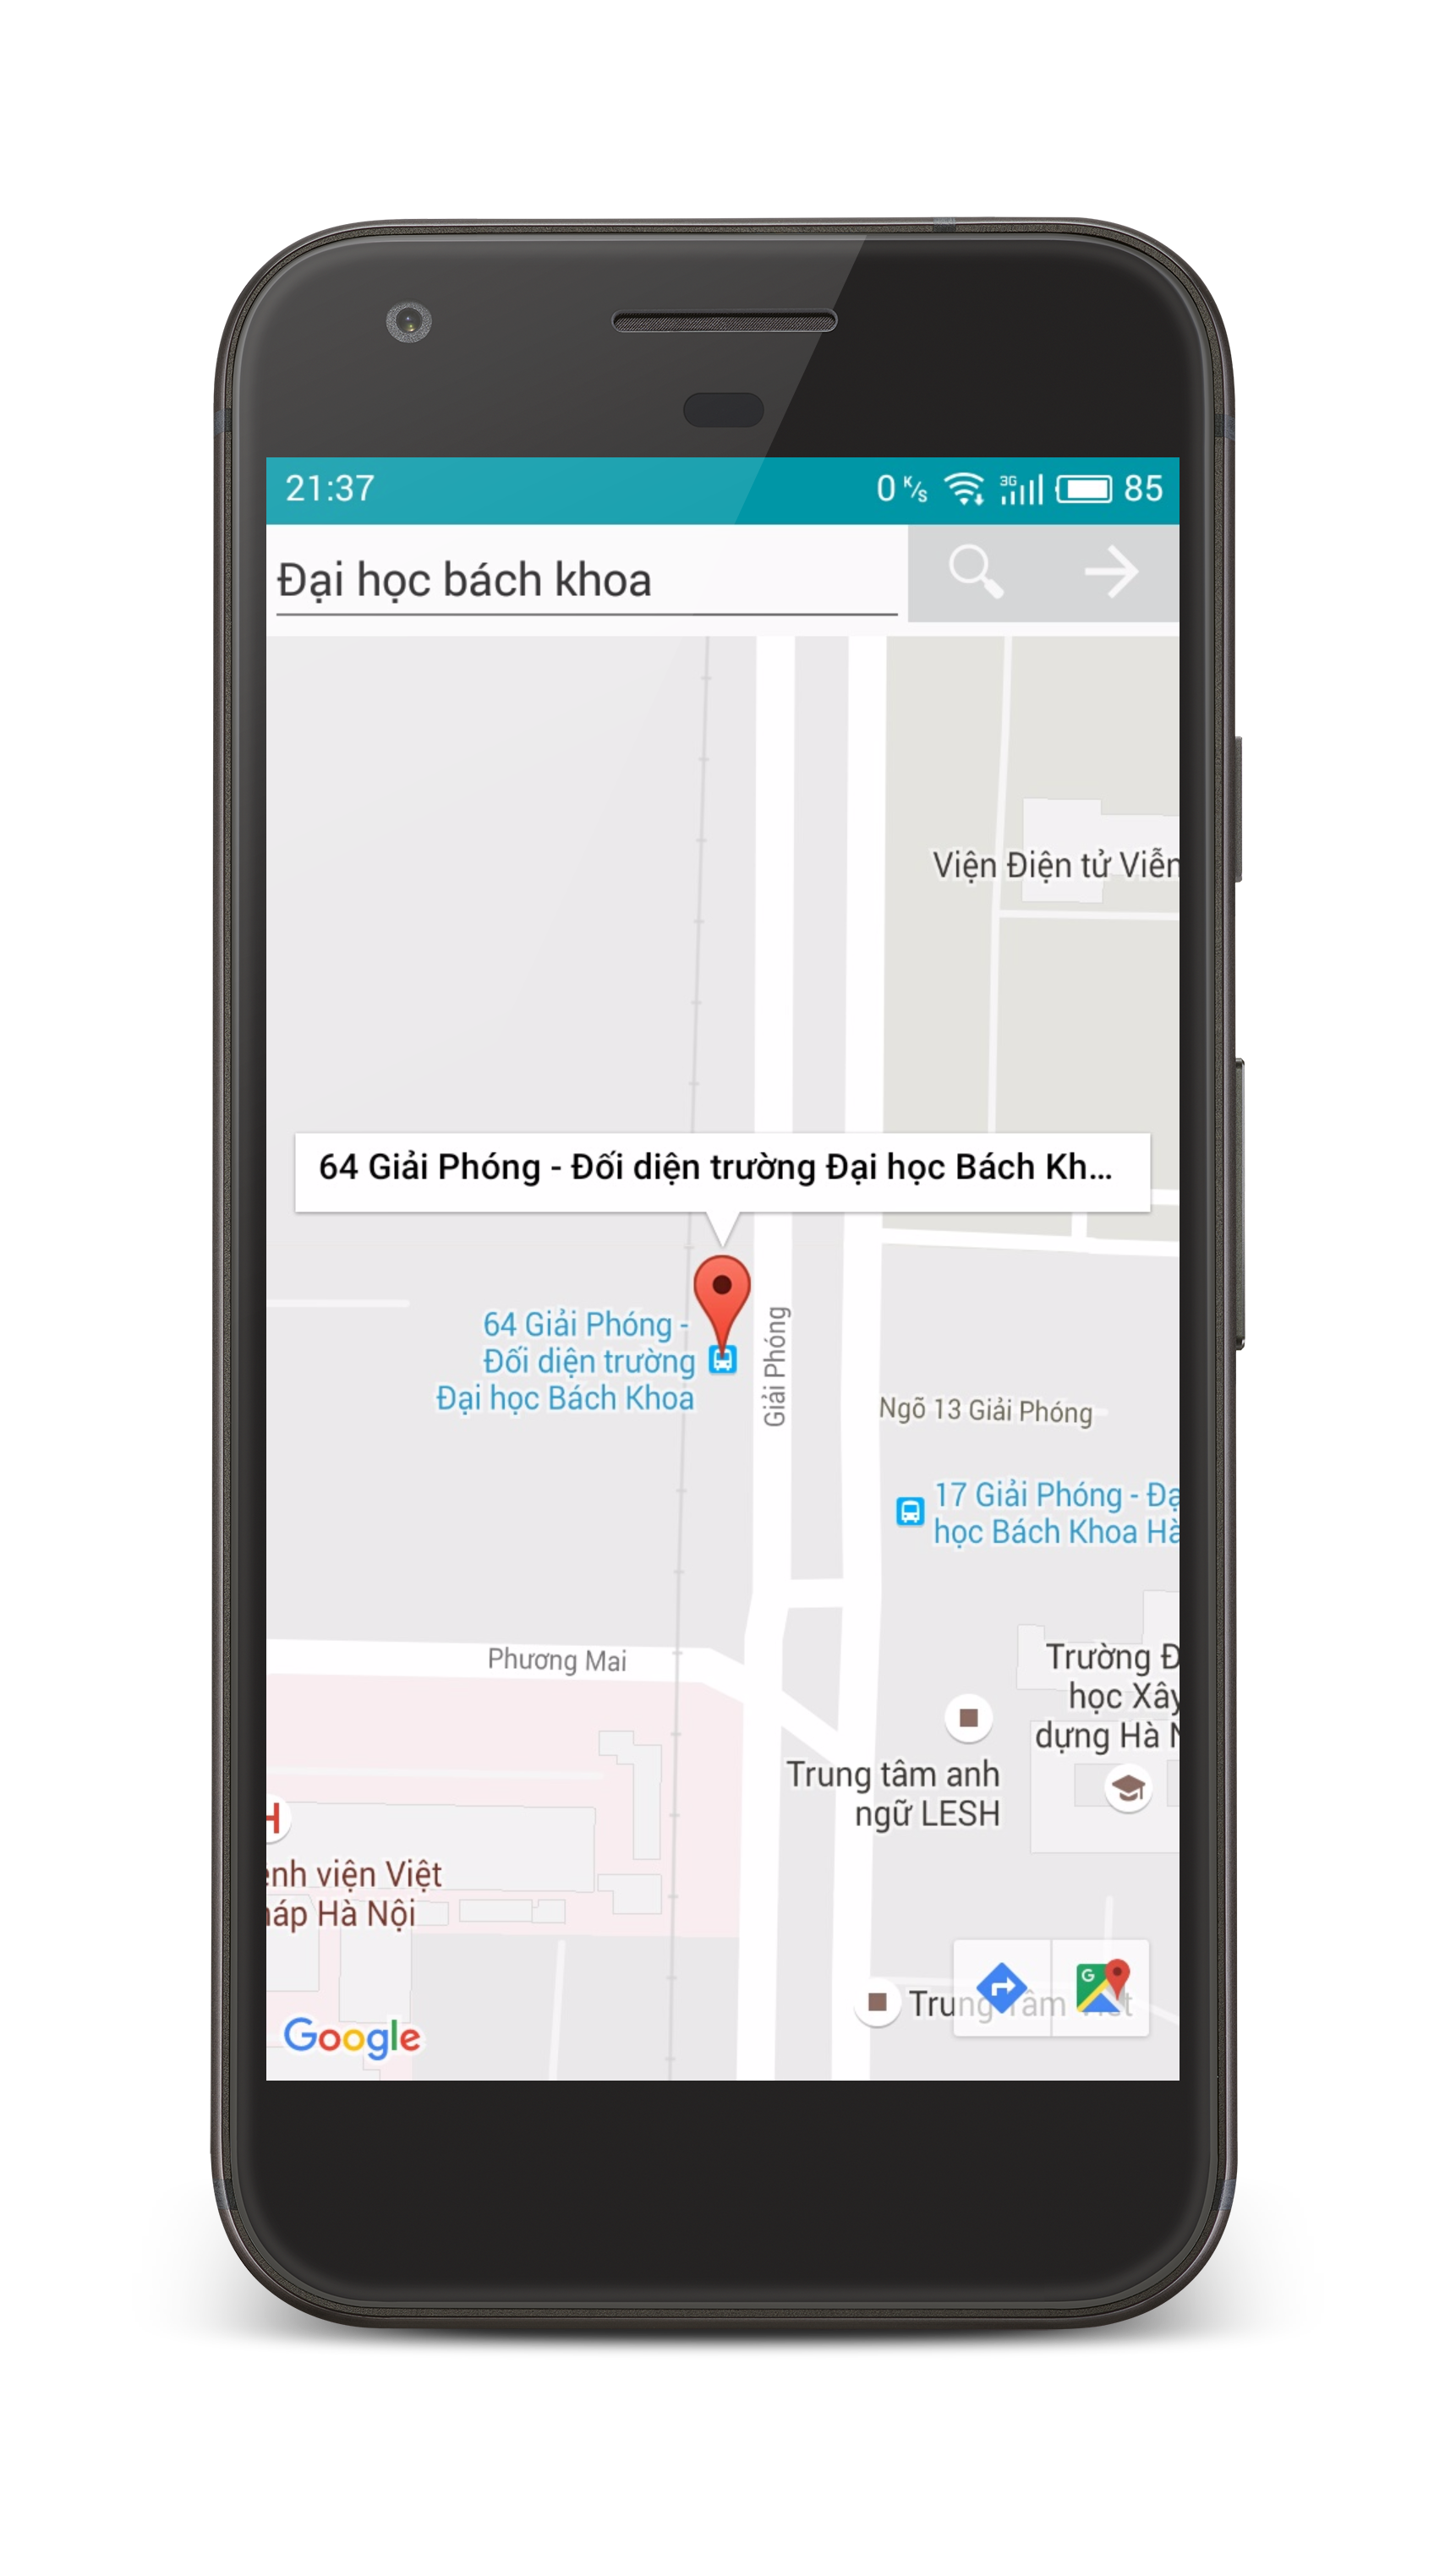 21:37
0 K/s 3G 85
Đại học bách khoa
Viện Điện tử Viễn
64 Giải Phóng - Đối diện trường Đại học Bách Kh...
64 Giải Phóng -
Đối diện trường
Đại học Bách Khoa
Giải Phóng
Ngõ 13 Giải Phóng
17 Giải Phóng - Đạ
học Bách Khoa Hà
Phương Mai
Trường Đ
học Xây
dựng Hà N
Trung tâm anh
ngữ LESH
H
ệnh viện Việt
háp Hà Nội
Trung Tâm
G
Google